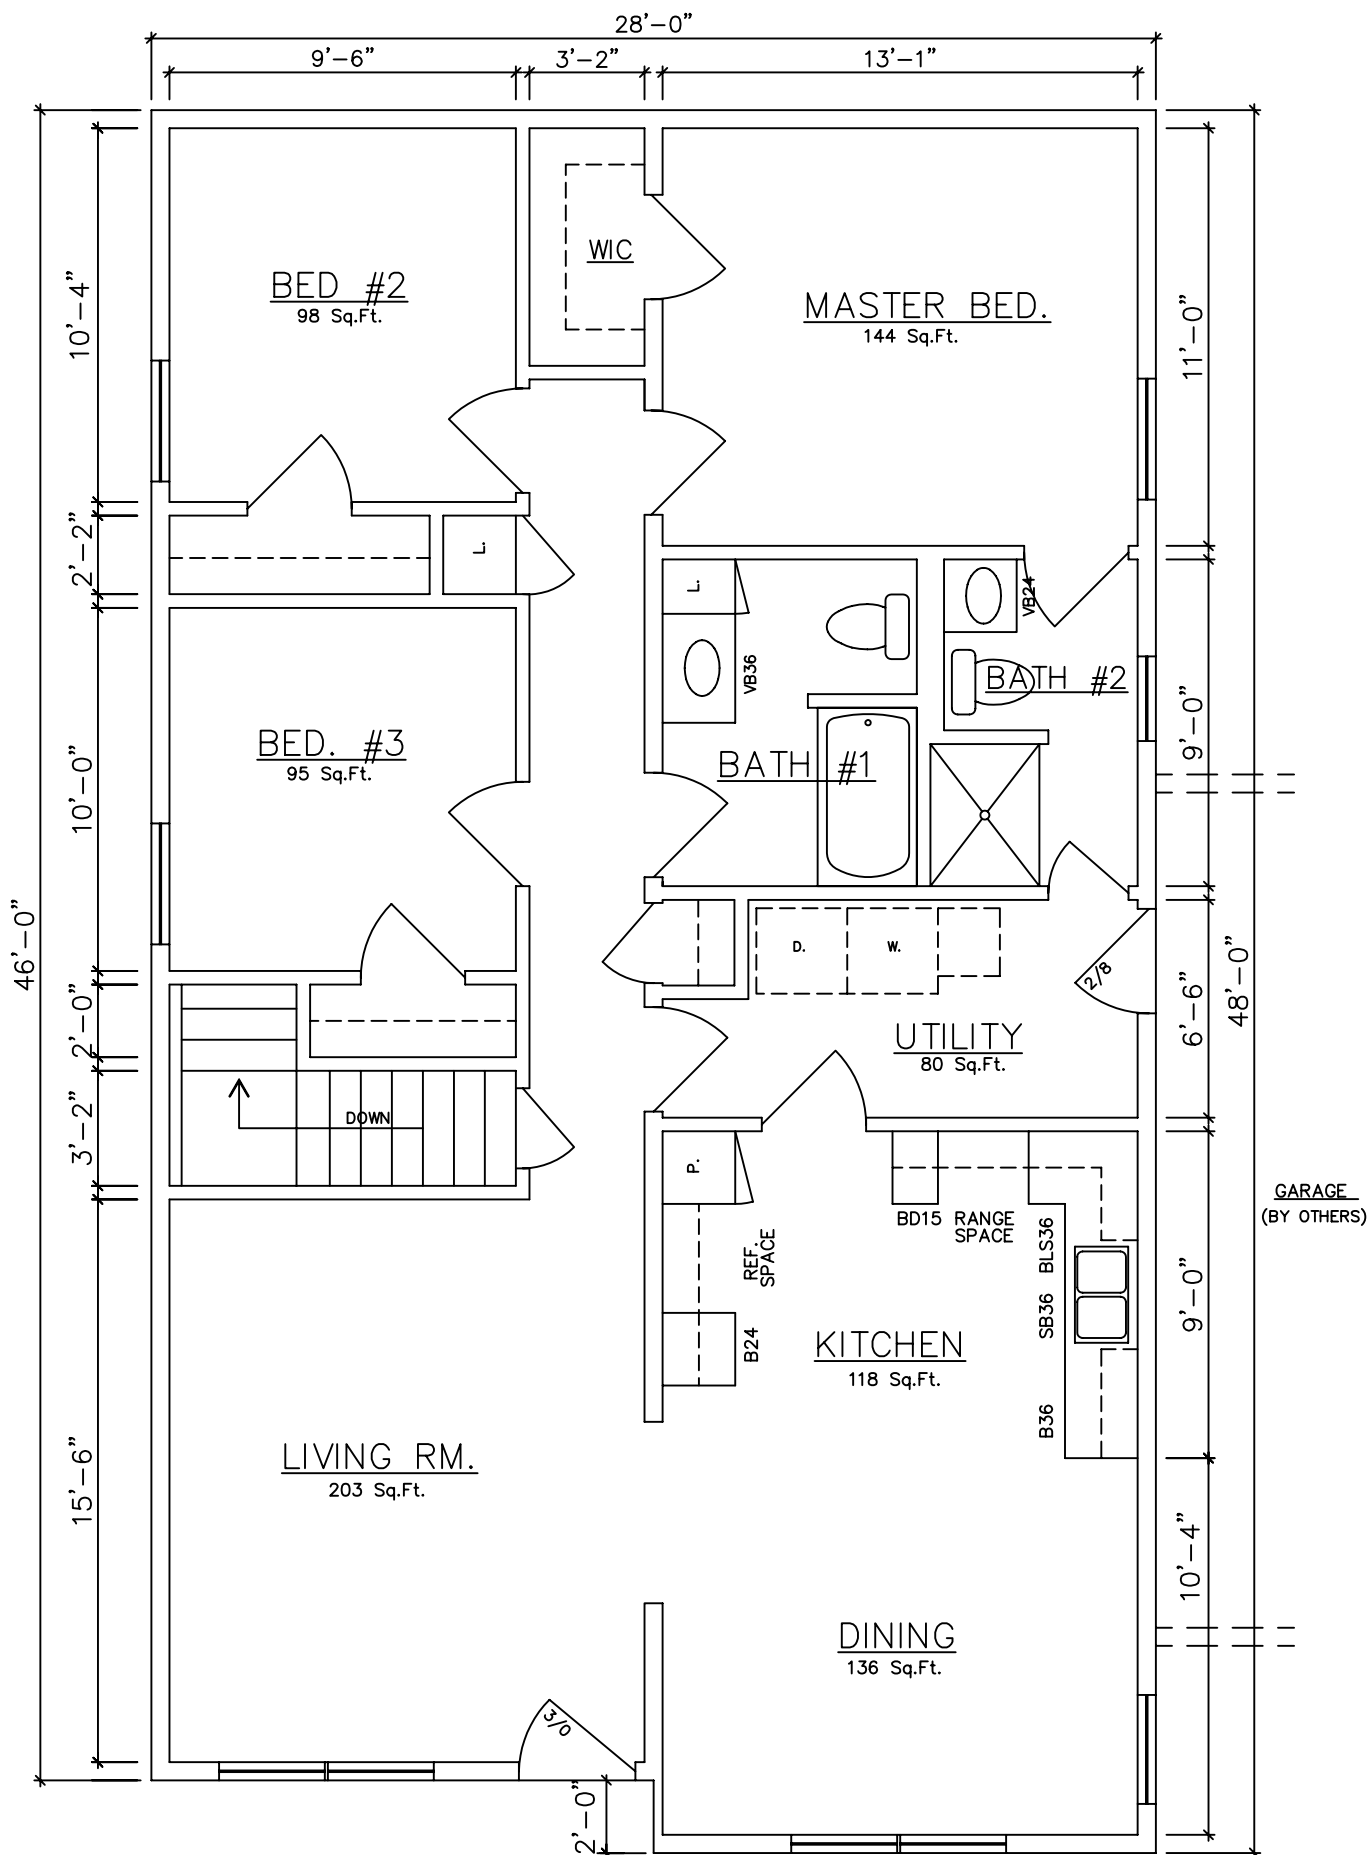 28’-0”
9’-6”
3’-2”
13’-1”
WIC
BED #2
98 Sq.Ft.
MASTER BED.
144 Sq.Ft.
10’-4”
11’-0”
2’-2”
L.
L.
VB24
VB36
BATH #2
9’-0”
BED. #3
95 Sq.Ft.
BATH #1
10’-0”
46’-0”
48’-0”
D.
W.
2/8
2’-0”
UTILITY
80 Sq.Ft.
6’-6”
3’-2”
DOWN
P.
GARAGE
(BY OTHERS)
BD15 RANGE
SPACE
REF.
SPACE
BLS36
SB36
9’-0”
B24
KITCHEN
118 Sq.Ft.
B36
LIVING RM.
203 Sq.Ft.
15’-6”
10’-4”
DINING
136 Sq.Ft.
3/0
2’-0”